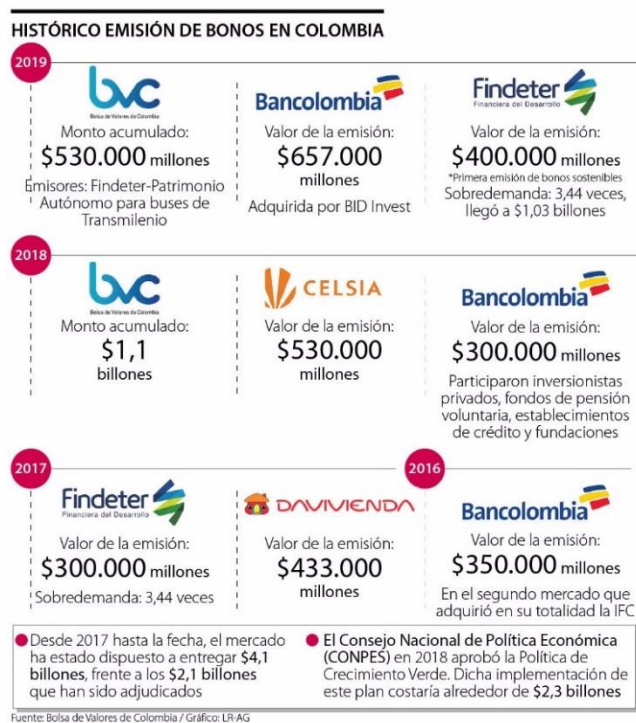 HISTÓRICO EMISIÓN DE BONOS EN COLOMBIA
2019
bvc
Bolsa de Valores de Colombia
Monto acumulado:
$530.000 millones
Emisores: Findeter-Patrimonio
Autónomo para buses de
Transmilenio
Bancolombia
Valor de la emisión:
$657.000
millones
Adquirida por BID Invest
Findeter
Financiera del Desarrollo
Valor de la emisión:
$400.000 millones
*Primera emisión de bonos sostenibles
Sobredemanda: 3,44 veces,
llegó a $1,03 billones
2018
bvc
Bolsa de Valores de Colombia
Monto acumulado:
$1,1
billones
CELSIA
Valor de la emisión:
$530.000
millones
Bancolombia
Valor de la emisión:
$300.000 millones
Participaron inversionistas
privados, fondos de pensión
voluntaria, establecimientos
de crédito y fundaciones
2017
Findeter
Financiera del Desarrollo
Valor de la emisión:
$300.000 millones
Sobredemanda: 3,44 veces
DAVIVIENDA
Valor de la emisión:
$433.000
millones
2016
Bancolombia
Valor de la emisión:
$350.000 millones
En el segundo mercado que
adquirió en su totalidad la IFC
Desde 2017 hasta la fecha, el mercado
ha estado dispuesto a entregar $4,1
billones, frente a los $2,1 billones
que han sido adjudicados
El Consejo Nacional de Política Económica
(CONPES) en 2018 aprobó la Política de
Crecimiento Verde. Dicha implementación de
este plan costaría alrededor de $2,3 billones
Fuente: Bolsa de Valores de Colombia / Gráfico: LR-AG